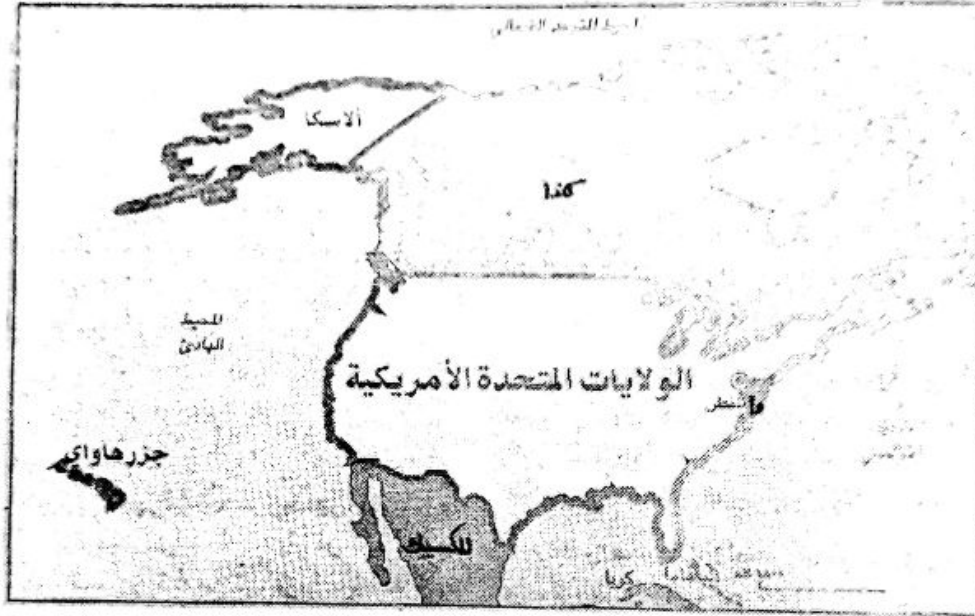 ألاسكا
كندا
المحيط
الهادئ
الولايات المتحدة الأمريكية
جزر هاواي
المكسيك
كوبا